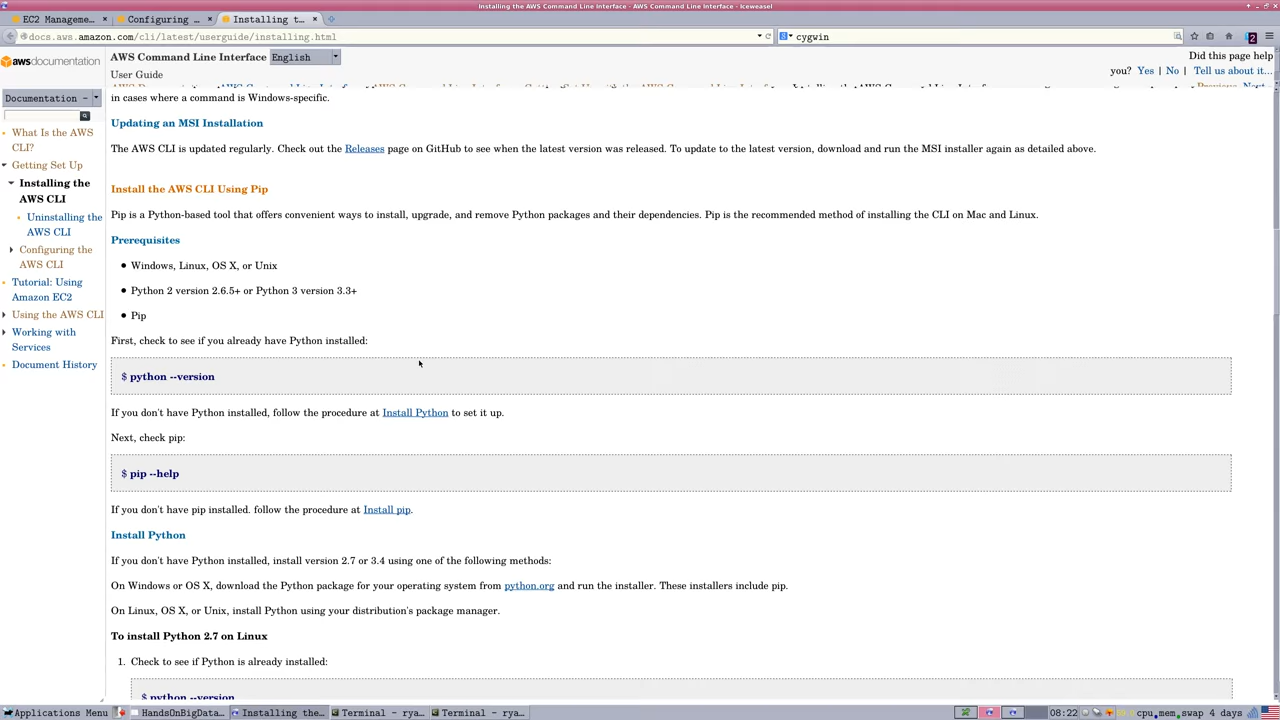 Installing the AWS Command Line Interface - AWS Command Line Interface - Iceweasel
EC2 Manageme... × Configuring ... × Installing t... ×
docs.aws.amazon.com/cli/latest/userguide/installing.html
cygwin
2
awsdocumentation
AWS Command Line Interface English
User Guide
Did this page help
you? Yes | No | Tell us about it...
Documentation -
What Is the AWS
CLI?
Getting Set Up
Installing the
AWS CLI
Uninstalling the
AWS CLI
Configuring the
AWS CLI
Tutorial: Using
Amazon EC2
Using the AWS CLI
Working with
Services
Document History
in cases where a command is Windows-specific.
Updating an MSI Installation
The AWS CLI is updated regularly. Check out the Releases page on GitHub to see when the latest version was released. To update to the latest version, download and run the MSI installer again as detailed above.
Install the AWS CLI Using Pip
Pip is a Python-based tool that offers convenient ways to install, upgrade, and remove Python packages and their dependencies. Pip is the recommended method of installing the CLI on Mac and Linux.
Prerequisites
● Windows, Linux, OS X, or Unix
● Python 2 version 2.6.5+ or Python 3 version 3.3+
● Pip
First, check to see if you already have Python installed:
$ python --version
If you don't have Python installed, follow the procedure at Install Python to set it up.
Next, check pip:
$ pip --help
If you don't have pip installed. follow the procedure at Install pip.
Install Python
If you don't have Python installed, install version 2.7 or 3.4 using one of the following methods:
On Windows or OS X, download the Python package for your operating system from python.org and run the installer. These installers include pip.
On Linux, OS X, or Unix, install Python using your distribution's package manager.
To install Python 2.7 on Linux
1. Check to see if Python is already installed:
$ python --version
Applications Menu HandsOnBigData... Installing the... Terminal - rya... Terminal - rya... 08:22 cpu mem swap 4 days